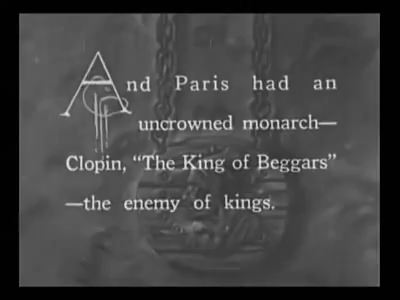 And Paris had an
uncrowned monarch—
Clopin, "The King of Beggars"
—the enemy of kings.